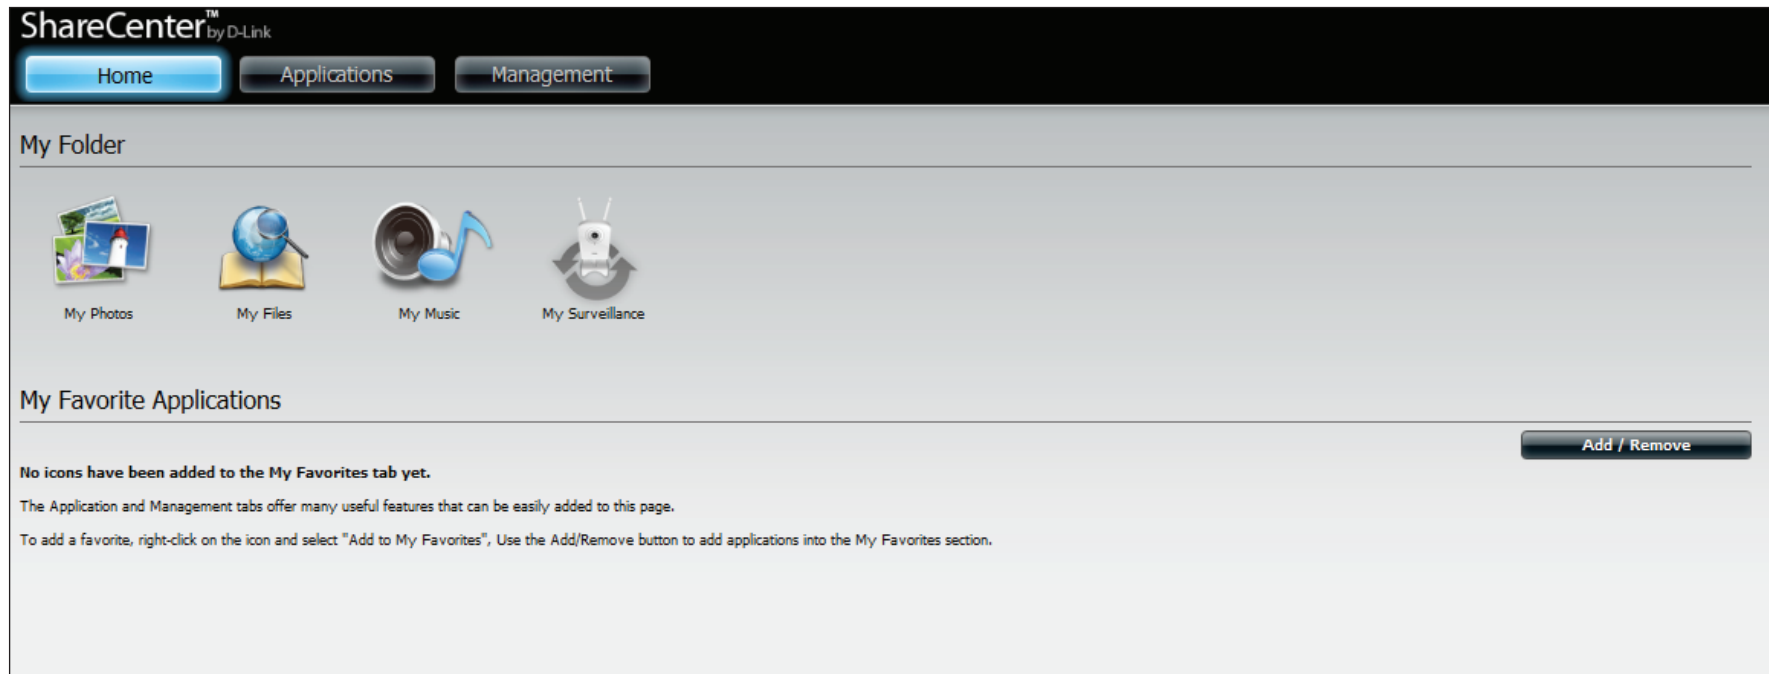 ShareCenter™ by D-Link
Home Applications Management
My Folder
My Photos My Files My Music My Surveillance
My Favorite Applications
Add / Remove
No icons have been added to the My Favorites tab yet.
The Application and Management tabs offer many useful features that can be easily added to this page.
To add a favorite, right-click on the icon and select "Add to My Favorites", Use the Add/Remove button to add applications into the My Favorites section.